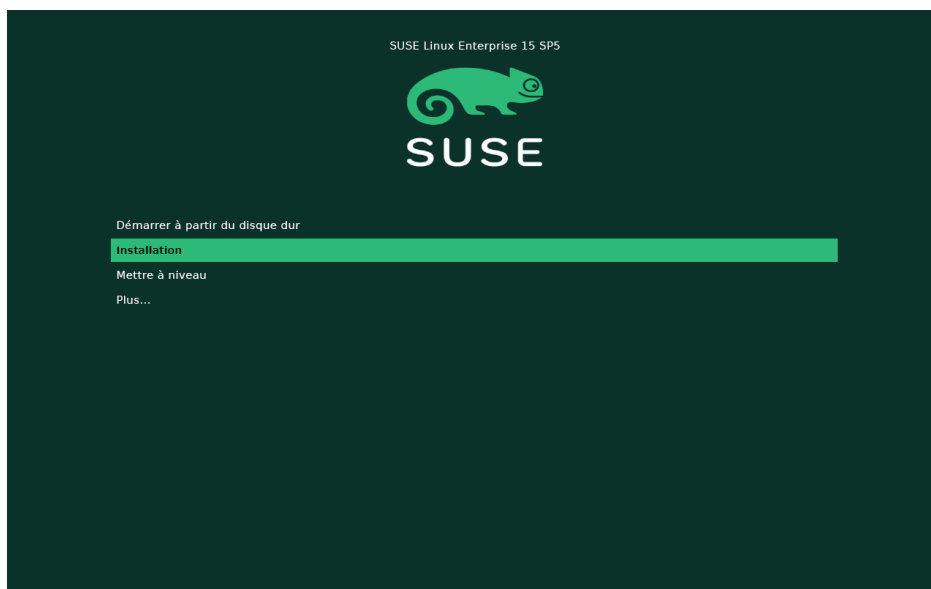 SUSE Linux Enterprise 15 SP5
SUSE
Démarrer à partir du disque dur
Installation
Mettre à niveau
Plus...